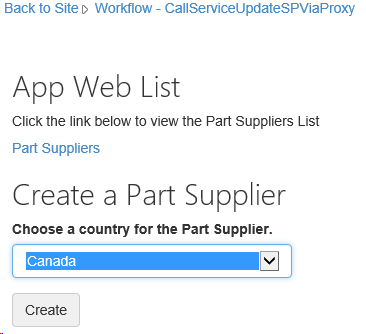 Back to Site ▷ Workflow - CallServiceUpdateSPViaProxy
App Web List
Click the link below to view the Part Suppliers List
Part Suppliers
Create a Part Supplier
Choose a country for the Part Supplier.
Canada
Create